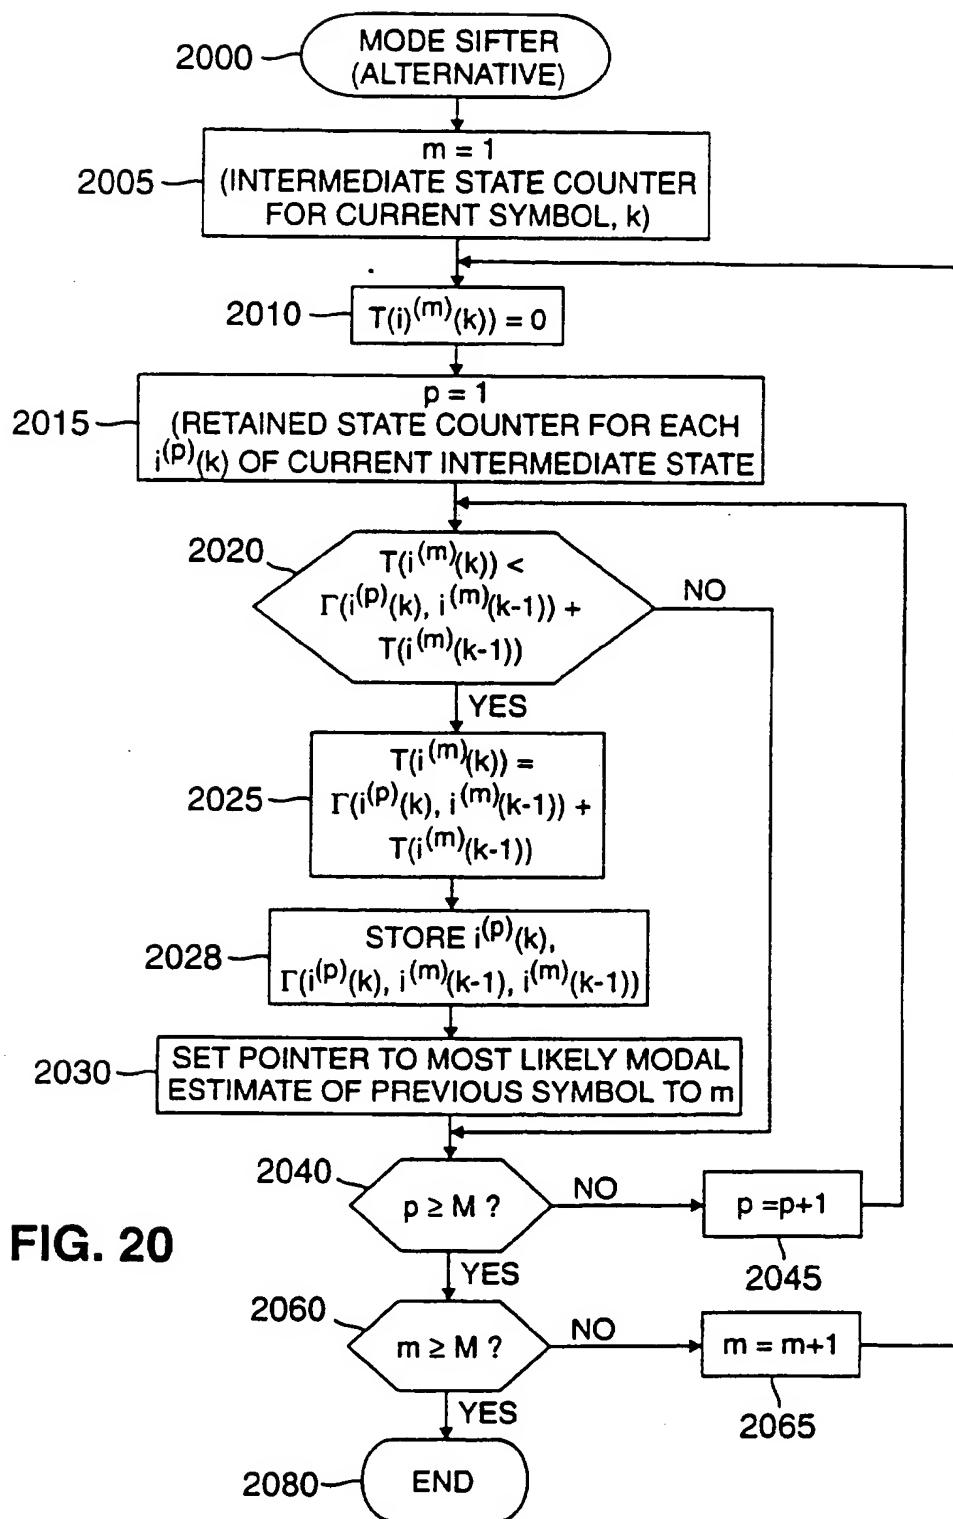 MODE SIFTER
(ALTERNATIVE)
2000
m = 1
(INTERMEDIATE STATE COUNTER
FOR CURRENT SYMBOL, k)
2005
2010
T(i)^(m)(k)) = 0
p = 1
(RETAINED STATE COUNTER FOR EACH
i^(p)(k) OF CURRENT INTERMEDIATE STATE
2015
2020
T(i^(m)(k)) <
Γ(i^(p)(k), i^(m)(k-1)) +
T(i^(m)(k-1))
NO
YES
T(i^(m)(k)) =
Γ(i^(p)(k), i^(m)(k-1)) +
T(i^(m)(k-1))
2025
STORE i^(p)(k),
Γ(i^(p)(k), i^(m)(k-1), i^(m)(k-1))
2028
SET POINTER TO MOST LIKELY MODAL
ESTIMATE OF PREVIOUS SYMBOL TO m
2030
2040
p ≥ M ?
NO
p =p+1
2045
FIG. 20
YES
2060
m ≥ M ?
NO
m = m+1
2065
YES
2080
END